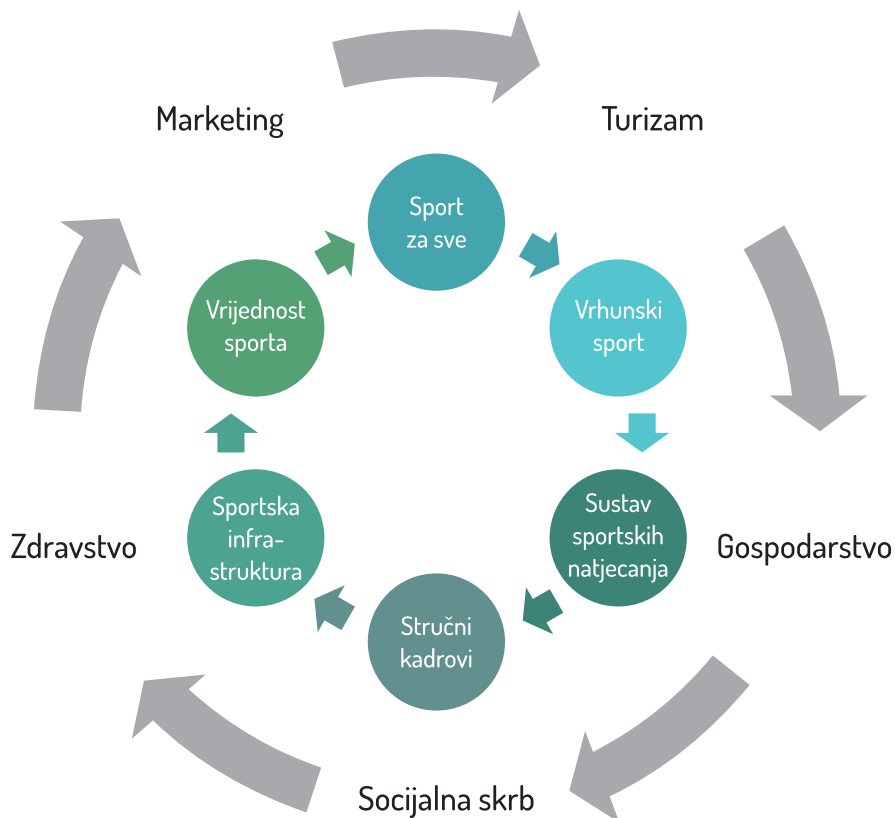 Marketing
Turizam
Sport
za sve
Vrijednost
sporta
Vrhunski
sport
Sportska
infra-
struktura
Sustav
sportskih
natjecanja
Zdravstvo
Gospodarstvo
Stručni
kadrovi
Socijalna skrb